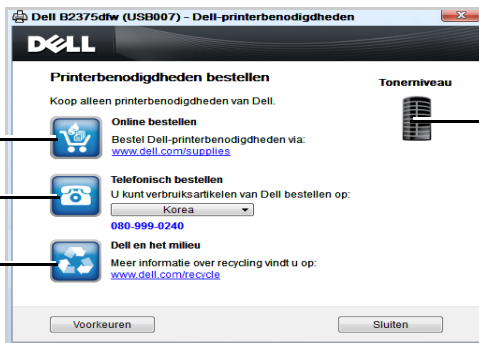 Dell B2375dfw (USB007) - Dell-printerbenodigdheden
DELL
Printerbenodigdheden bestellen
Tonerniveau
Koop alleen printerbenodigdheden van Dell.
Online bestellen
Bestel Dell-printerbenodigdheden via:
www.dell.com/supplies
Telefonisch bestellen
U kunt verbruiksartikelen van Dell bestellen op:
Korea
080-999-0240
Dell en het milieu
Meer informatie over recycling vindt u op:
www.dell.com/recycle
Voorkeuren
Sluiten